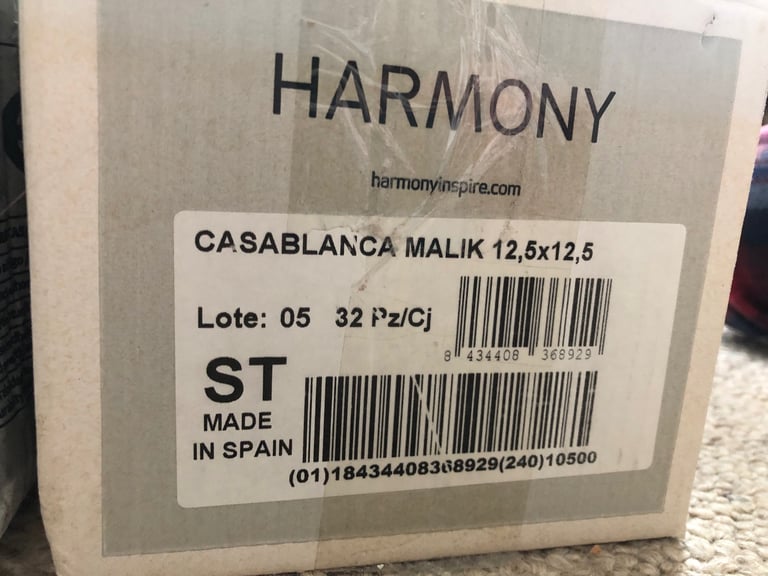 HARMONY
harmonyinspire.com
CASABLANCA MALIK 12,5x12,5
Lote: 05 32 Pz/Cj
8 434408 368929
ST
MADE
IN SPAIN
(01)18434408368929(240)10500